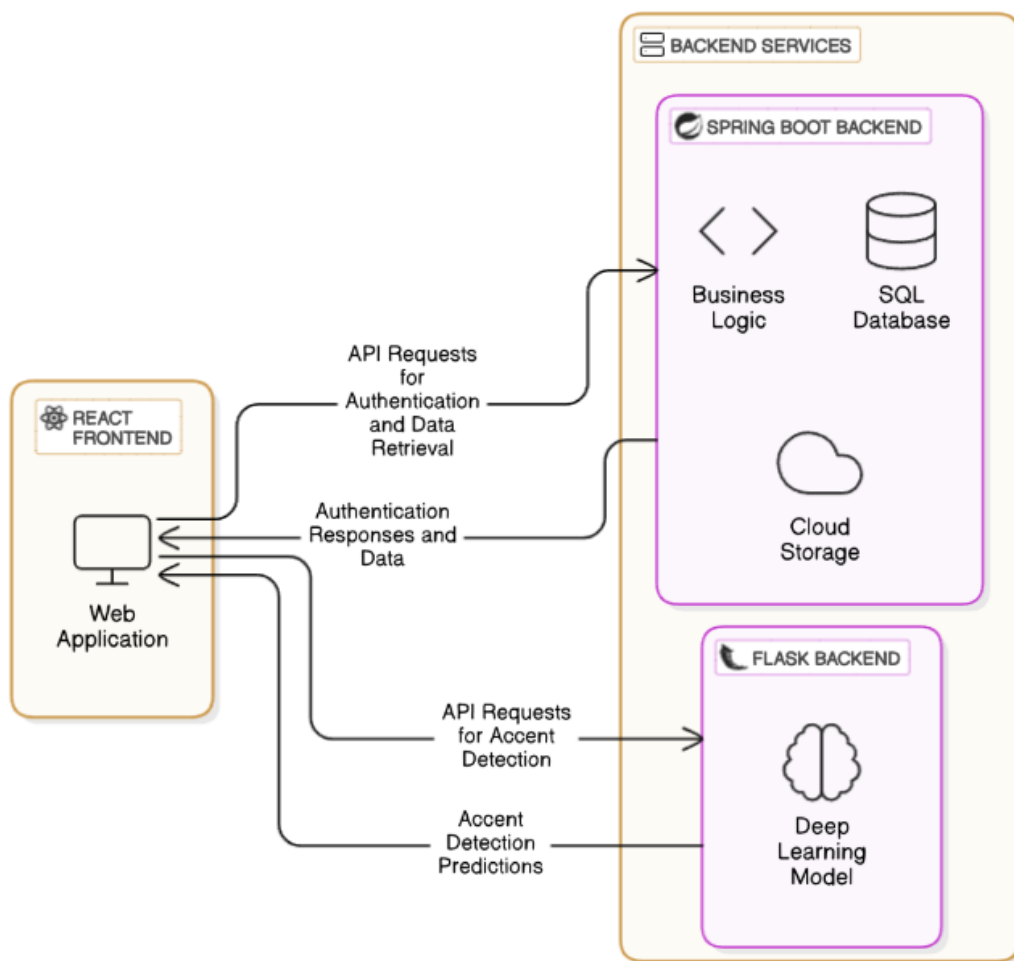 BACKEND SERVICES
SPRING BOOT BACKEND
Business
Logic
SQL
Database
API Requests
for
Authentication
and Data
Retrieval
REACT
FRONTEND
Cloud
Storage
Authentication
Responses and
Data
Web
Application
FLASK BACKEND
API Requests
for Accent
Detection
Deep
Learning
Model
Accent
Detection
Predictions